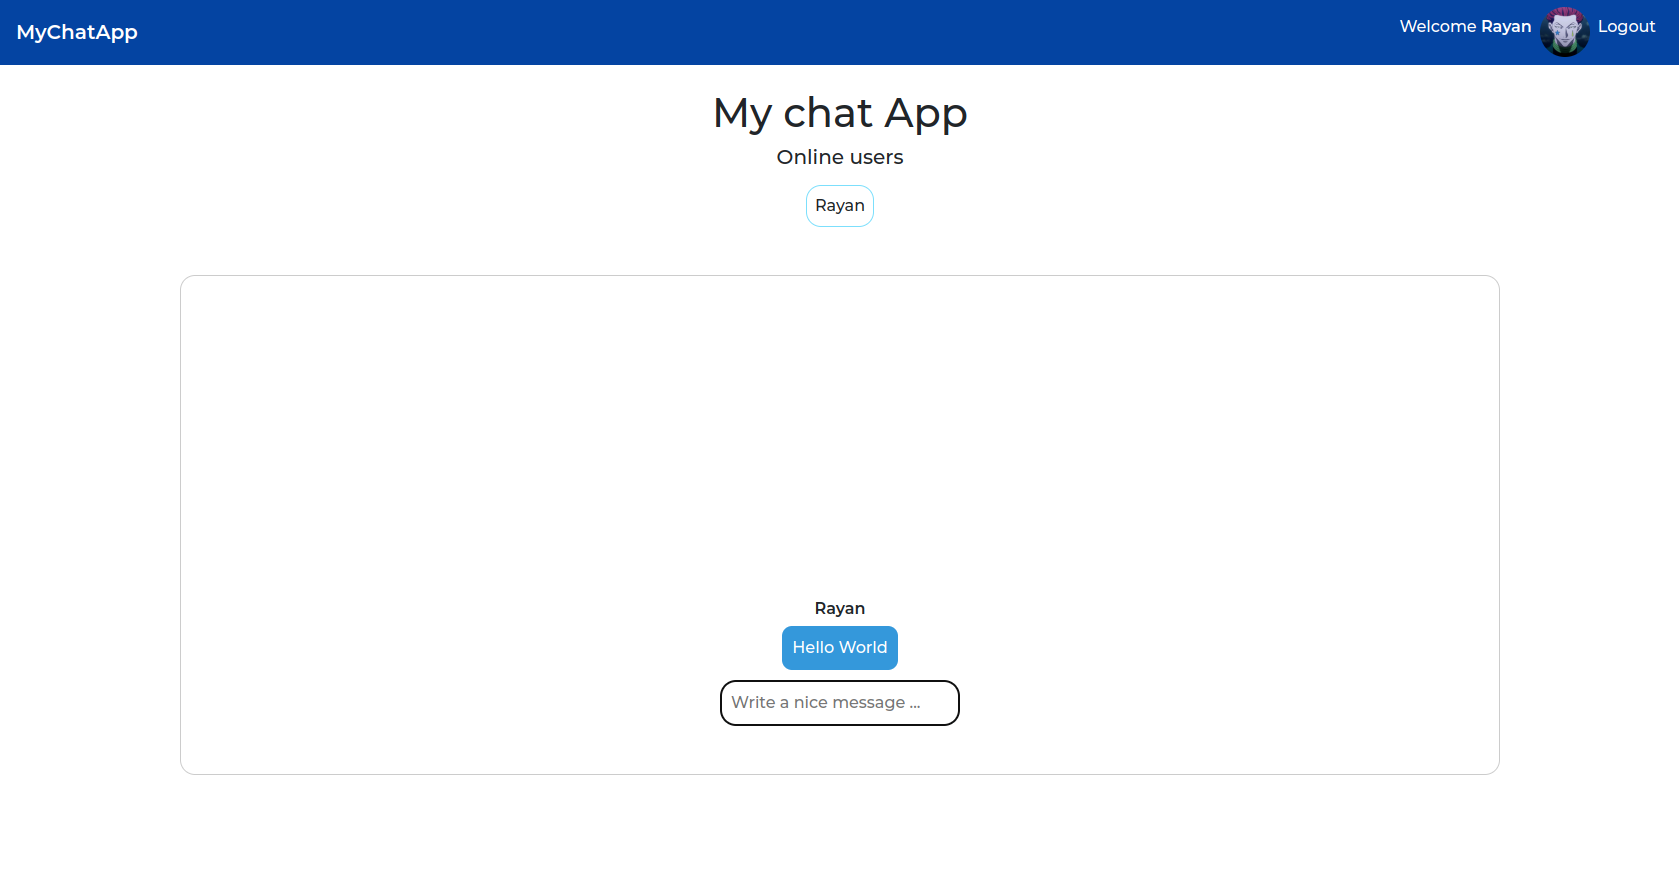 MyChatApp
Welcome Rayan Logout
My chat App
Online users
Rayan
Rayan
Hello World
Write a nice message ...